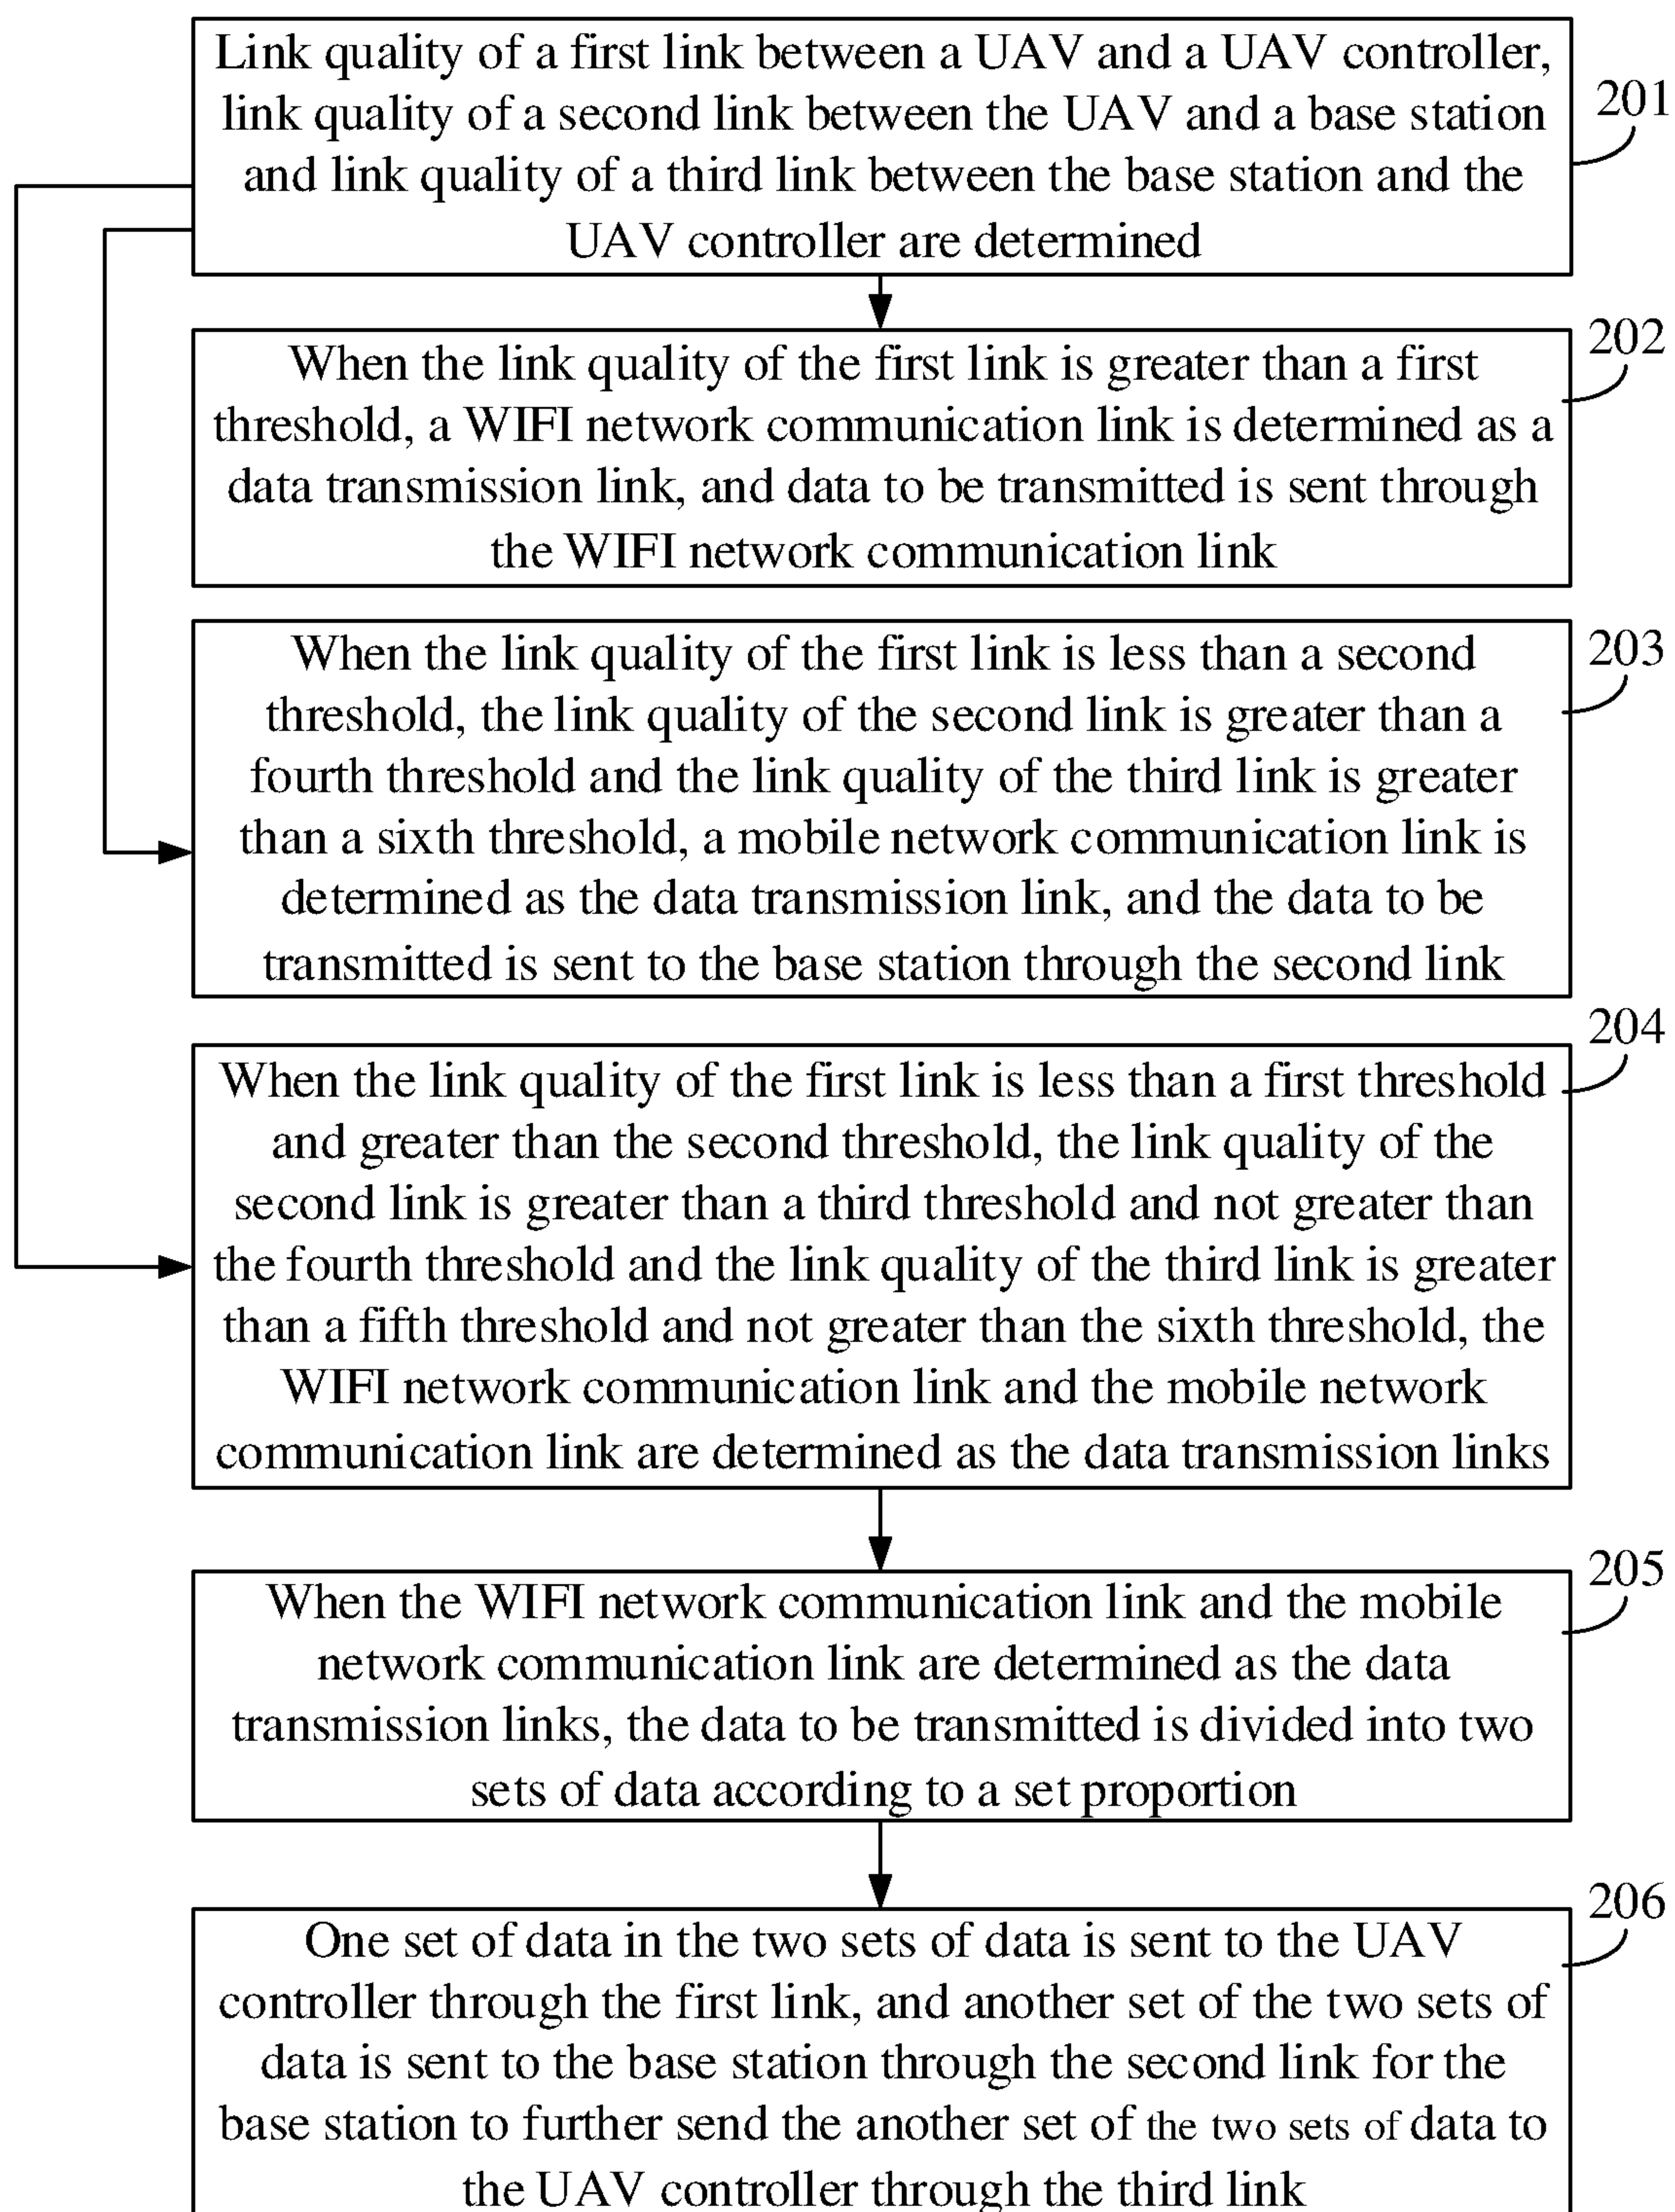 Link quality of a first link between a UAV and a UAV controller,
link quality of a second link between the UAV and a base station
and link quality of a third link between the base station and the
UAV controller are determined
201
When the link quality of the first link is greater than a first
threshold, a WIFI network communication link is determined as a
data transmission link, and data to be transmitted is sent through
the WIFI network communication link
202
When the link quality of the first link is less than a second
threshold, the link quality of the second link is greater than a
fourth threshold and the link quality of the third link is greater
than a sixth threshold, a mobile network communication link is
determined as the data transmission link, and the data to be
transmitted is sent to the base station through the second link
203
When the link quality of the first link is less than a first threshold
and greater than the second threshold, the link quality of the
second link is greater than a third threshold and not greater than
the fourth threshold and the link quality of the third link is greater
than a fifth threshold and not greater than the sixth threshold, the
WIFI network communication link and the mobile network
communication link are determined as the data transmission links
204
When the WIFI network communication link and the mobile
network communication link are determined as the data
transmission links, the data to be transmitted is divided into two
sets of data according to a set proportion
205
One set of data in the two sets of data is sent to the UAV
controller through the first link, and another set of the two sets of
data is sent to the base station through the second link for the
base station to further send the another set of the two sets of data to
the UAV controller through the third link
206